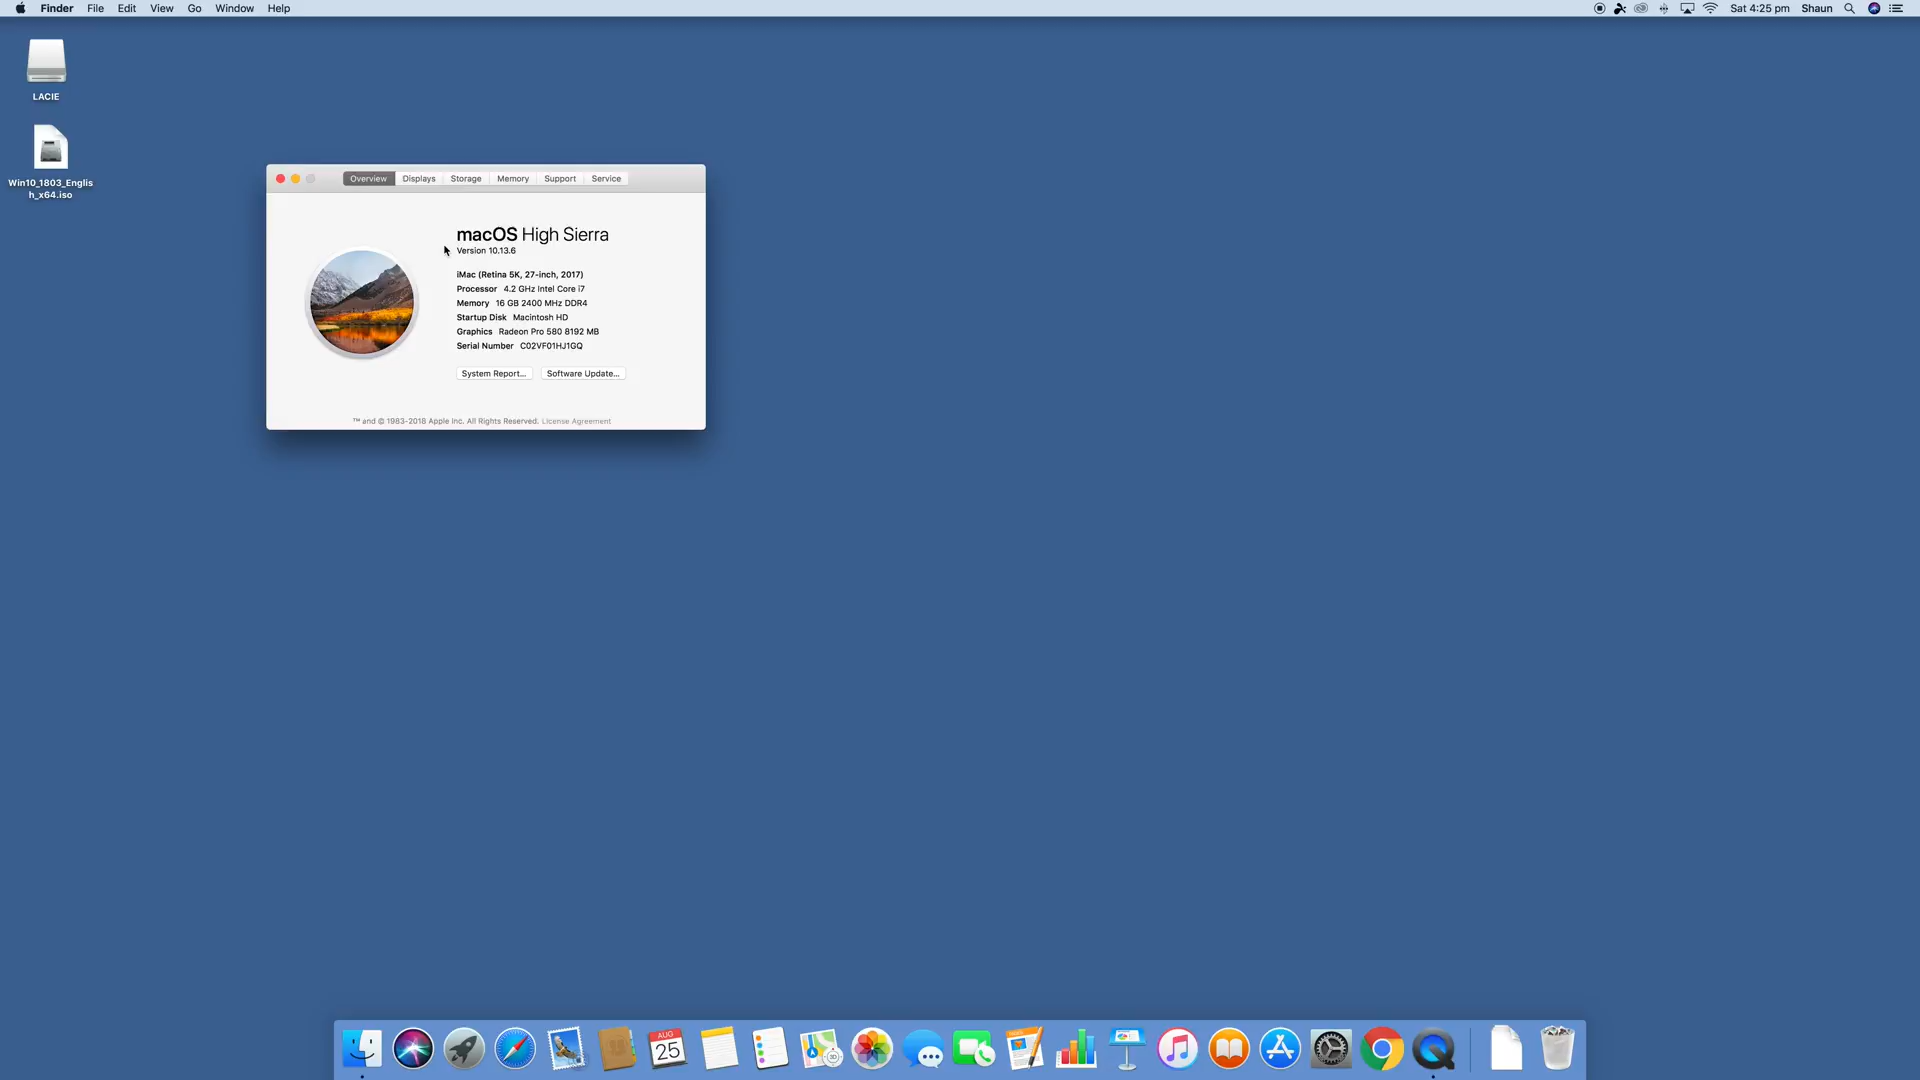 Finder File Edit View Go Window Help
Sat 4:25 pm Shaun
LACIE
Win10_1803_Englis
h_x64.iso
Overview Displays Storage Memory Support Service
macOS High Sierra
Version 10.13.6
iMac (Retina 5K, 27-inch, 2017)
Processor 4.2 GHz Intel Core i7
Memory 16 GB 2400 MHz DDR4
Startup Disk Macintosh HD
Graphics Radeon Pro 580 8192 MB
Serial Number C02VF01HJ1GQ
System Report... Software Update...
™ and © 1983-2018 Apple Inc. All Rights Reserved. License Agreement
AUG
25
3D